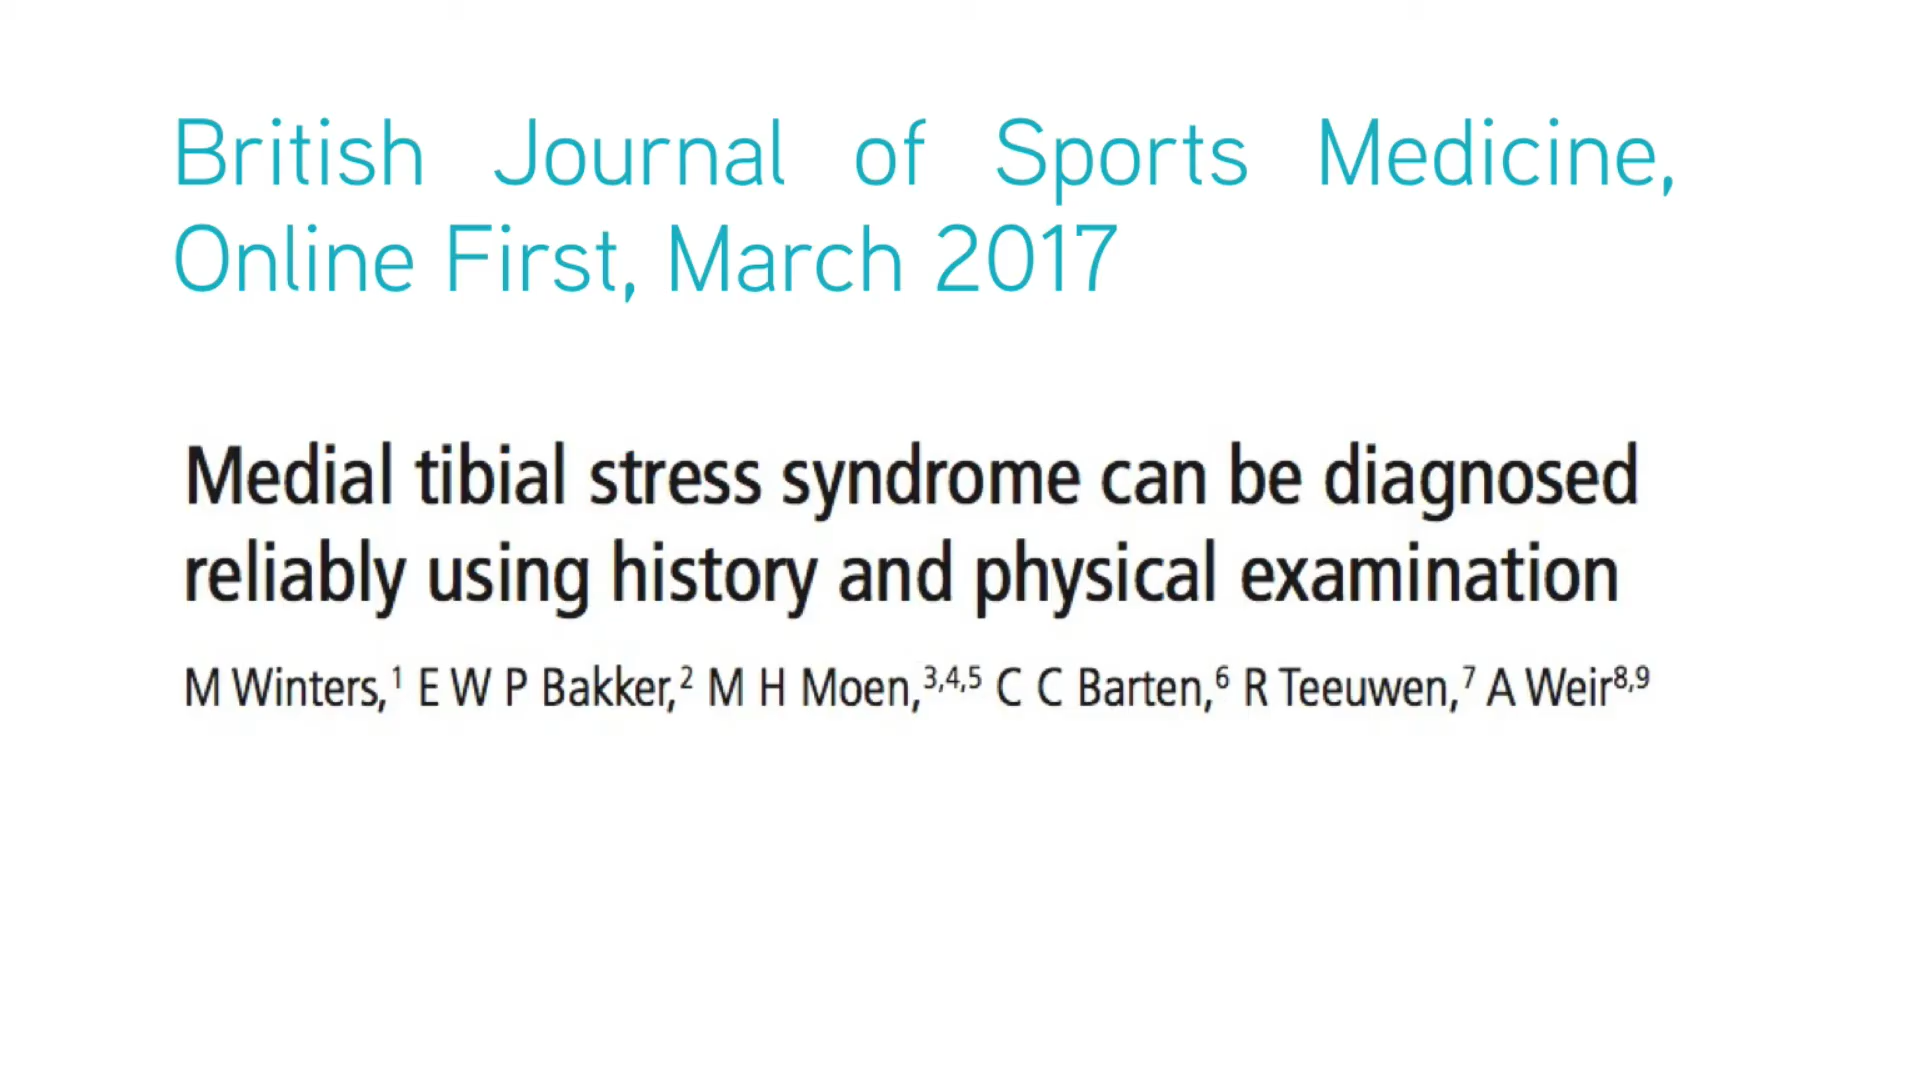 British Journal of Sports Medicine,
Online First, March 2017
Medial tibial stress syndrome can be diagnosed
reliably using history and physical examination
M Winters,¹ E W P Bakker,² M H Moen,³,⁴,⁵ C C Barten,⁶ R Teeuwen,⁷ A Weir⁸,⁹